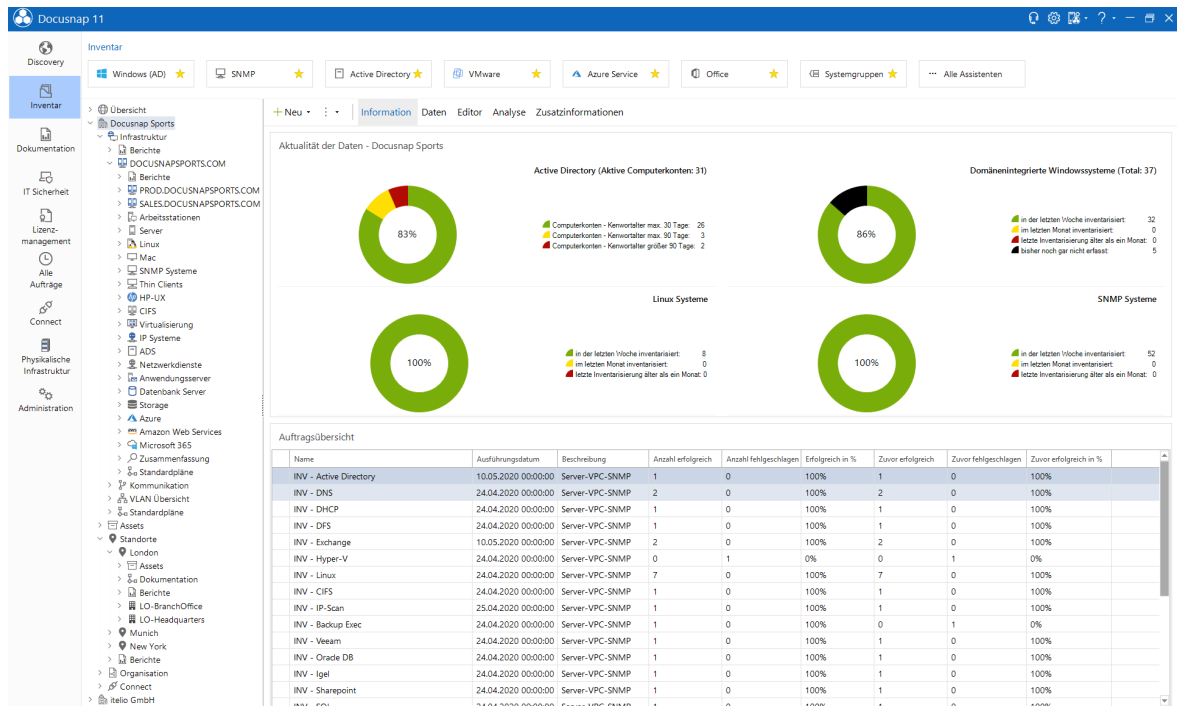 Docusnap 11
Discovery
Inventar
Dokumentation
IT Sicherheit
Lizenz-
management
Alle
Aufträge
Connect
Physikalische
Infrastruktur
Administration
Inventar
Windows (AD)
SNMP
Active Directory
VMware
Azure Service
Office
Systemgruppen
Alle Assistenten
Übersicht
Docusnap Sports
Infrastruktur
Berichte
DOCUSNAPSPORTS.COM
Berichte
PROD.DOCUSNAPSPORTS.COM
SALES.DOCUSNAPSPORTS.COM
Arbeitsstationen
Server
Linux
Mac
SNMP Systeme
Thin Clients
HP-UX
CIFS
Virtualisierung
IP Systeme
ADS
Netzwerkdienste
Anwendungsserver
Datenbank Server
Storage
Azure
Amazon Web Services
Microsoft 365
Zusammenfassung
Standardpläne
Kommunikation
VLAN Übersicht
Standardpläne
Assets
Standorte
London
Assets
Dokumentation
Berichte
LO-BranchOffice
LO-Headquarters
Munich
New York
Berichte
Organisation
Connect
itelio GmbH
Neu Information Daten Editor Analyse Zusatzinformationen
Aktualität der Daten - Docusnap Sports
Active Directory (Aktive Computerkonten: 31)
83%
Computerkonten - Kennwortalter max. 30 Tage: 26
Computerkonten - Kennwortalter max. 90 Tage: 3
Computerkonten - Kennwortalter größer 90 Tage: 2
Domänenintegrierte Windowssysteme (Total: 37)
86%
in der letzten Woche inventarisiert: 32
im letzten Monat inventarisiert: 0
letzte Inventarisierung älter als ein Monat: 0
bisher noch gar nicht erfasst: 5
Linux Systeme
100%
in der letzten Woche inventarisiert: 8
im letzten Monat inventarisiert: 0
letzte Inventarisierung älter als ein Monat: 0
SNMP Systeme
100%
in der letzten Woche inventarisiert: 52
im letzten Monat inventarisiert: 0
letzte Inventarisierung älter als ein Monat: 0
Auftragsübersicht
Name Ausführungsdatum Beschreibung Anzahl erfolgreich Anzahl fehlgeschlagen Erfolgreich in % Zuvor erfolgreich Zuvor fehlgeschlagen Zuvor erfolgreich in %
INV - Active Directory 10.05.2020 00:00:00 Server-VPC-SNMP 1 0 100% 1 0 100%
INV - DNS 24.04.2020 00:00:00 Server-VPC-SNMP 2 0 100% 2 0 100%
INV - DHCP 24.04.2020 00:00:00 Server-VPC-SNMP 1 0 100% 1 0 100%
INV - DFS 24.04.2020 00:00:00 Server-VPC-SNMP 1 0 100% 1 0 100%
INV - Exchange 10.05.2020 00:00:00 Server-VPC-SNMP 2 0 100% 2 0 100%
INV - Hyper-V 24.04.2020 00:00:00 Server-VPC-SNMP 0 1 0% 0 1 0%
INV - Linux 24.04.2020 00:00:00 Server-VPC-SNMP 7 0 100% 7 0 100%
INV - CIFS 24.04.2020 00:00:00 Server-VPC-SNMP 1 0 100% 1 0 100%
INV - IP-Scan 25.04.2020 00:00:00 Server-VPC-SNMP 1 0 100% 1 0 100%
INV - Backup Exec 24.04.2020 00:00:00 Server-VPC-SNMP 1 0 100% 0 1 0%
INV - Veeam 24.04.2020 00:00:00 Server-VPC-SNMP 1 0 100% 1 0 100%
INV - Oracle DB 24.04.2020 00:00:00 Server-VPC-SNMP 1 0 100% 1 0 100%
INV - Igel 24.04.2020 00:00:00 Server-VPC-SNMP 1 0 100% 1 0 100%
INV - Sharepoint 24.04.2020 00:00:00 Server-VPC-SNMP 1 0 100% 1 0 100%